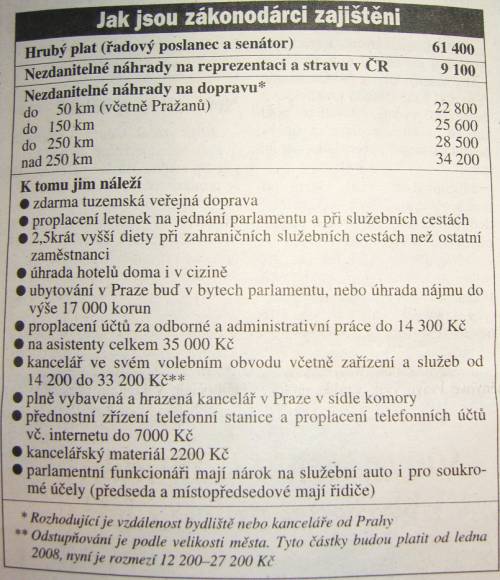 Jak jsou zákonodárci zajištěni
Hrubý plat (řadový poslanec a senátor) 61 400
Nezdanitelné náhrady na reprezentaci a stravu v ČR 9 100
Nezdanitelné náhrady na dopravu*
do 50 km (včetně Pražanů) 22 800
do 150 km 25 600
do 250 km 28 500
nad 250 km 34 200
K tomu jim náleží
● zdarma tuzemská veřejná doprava
● proplacení letenek na jednání parlamentu a při služebních cestách
● 2,5krát vyšší diety při zahraničních služebních cestách než ostatní
zaměstnanci
● úhrada hotelů doma i v cizině
● ubytování v Praze buď v bytech parlamentu, nebo úhrada nájmu do
výše 17 000 korun
● proplacení účtů za odborné a administrativní práce do 14 300 Kč
● na asistenty celkem 35 000 Kč
● kancelář ve svém volebním obvodu včetně zařízení a služeb od
14 200 do 33 200 Kč**
● plně vybavená a hrazená kancelář v Praze v sídle komory
● přednostní zřízení telefonní stanice a proplacení telefonních účtů
vč. internetu do 7000 Kč
● kancelářský materiál 2200 Kč
● parlamentní funkcionáři mají nárok na služební auto i pro soukro-
mé účely (předseda a místopředsedové mají řidiče)
* Rozhodující je vzdálenost bydliště nebo kanceláře od Prahy
** Odstupňování je podle velikosti města. Tyto částky budou platit od ledna
2008, nyní je rozmezí 12 200–27 200 Kč